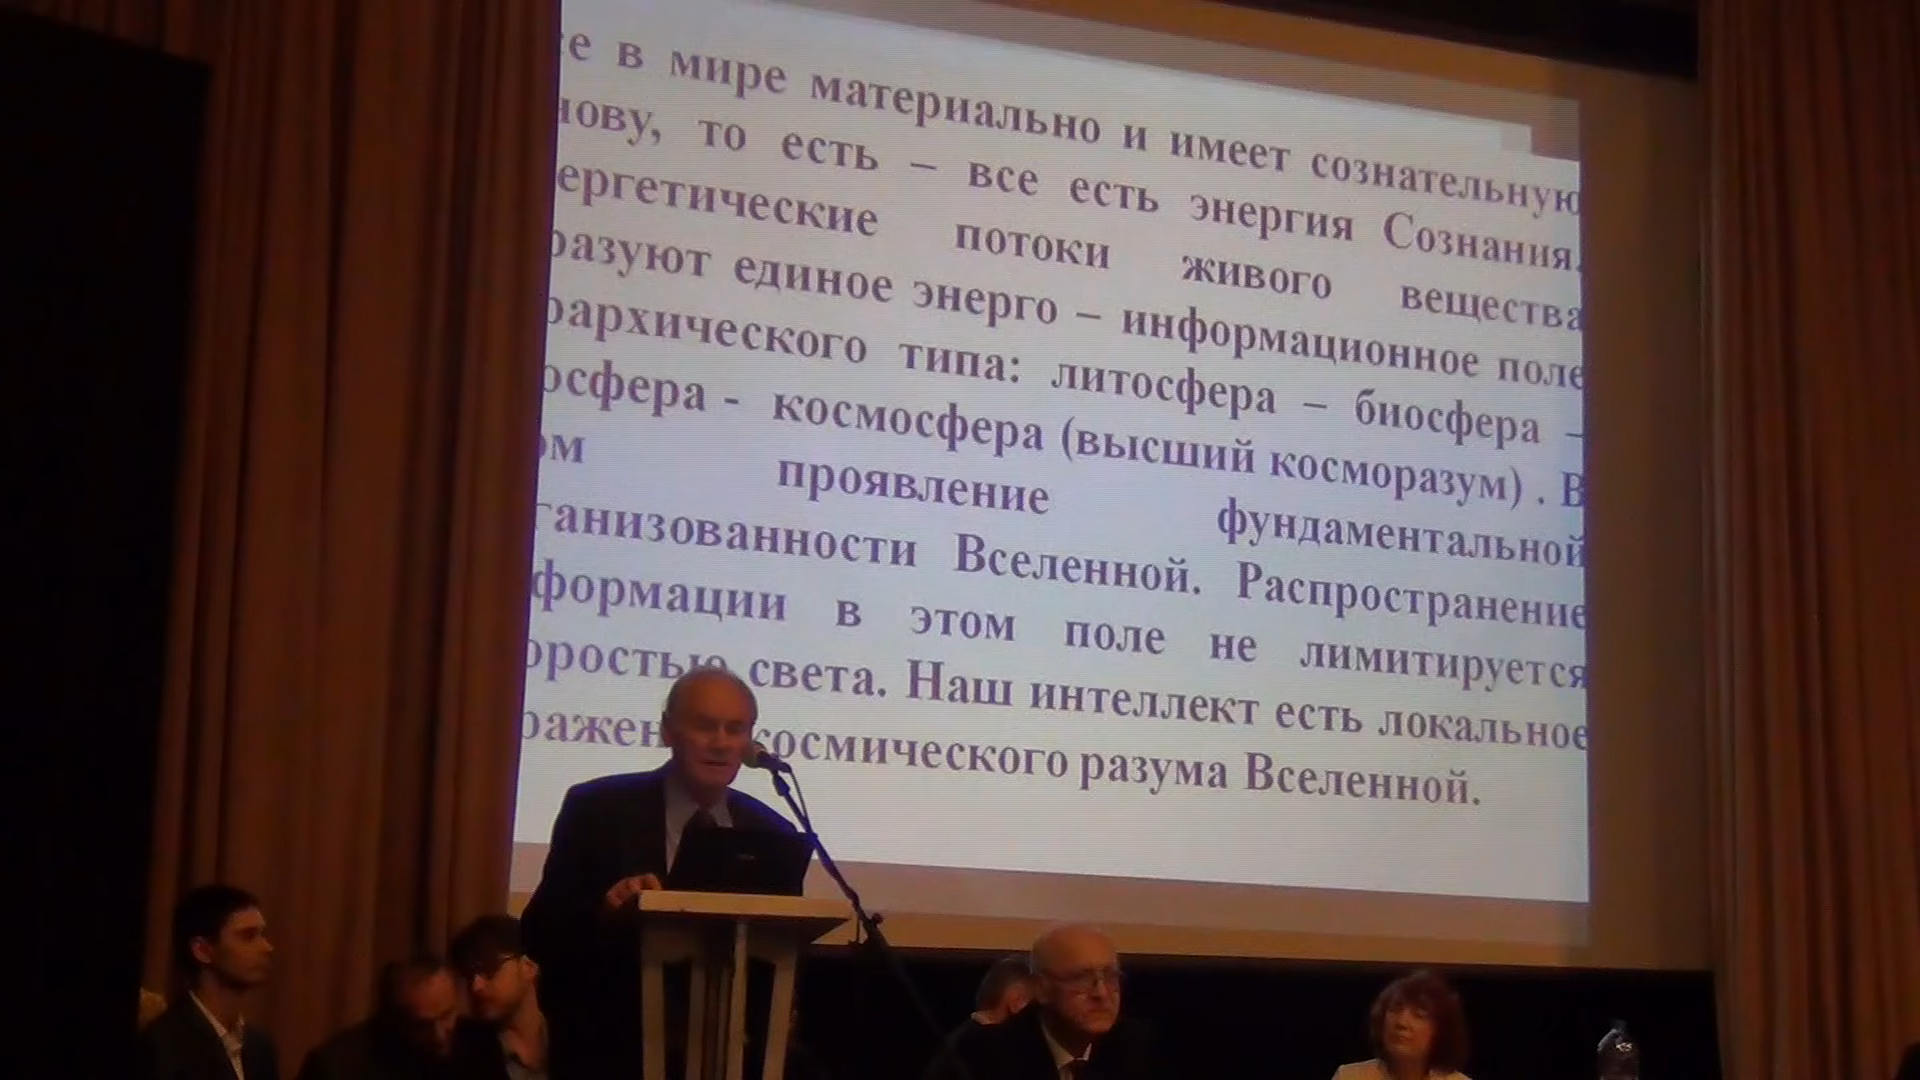 е в мире материально и имеет сознательную
нову, то есть – все есть энергия Сознания.
ергетические потоки живого вещества
разуют единое энерго – информационное поле
рархического типа: литосфера – биосфера –
осфера - космосфера (высший косморазум) . В
ом проявление фундаментальной
ганизованности Вселенной. Распространение
формации в этом поле не лимитируется
оростью света. Наш интеллект есть локальное
ражен космического разума Вселенной.